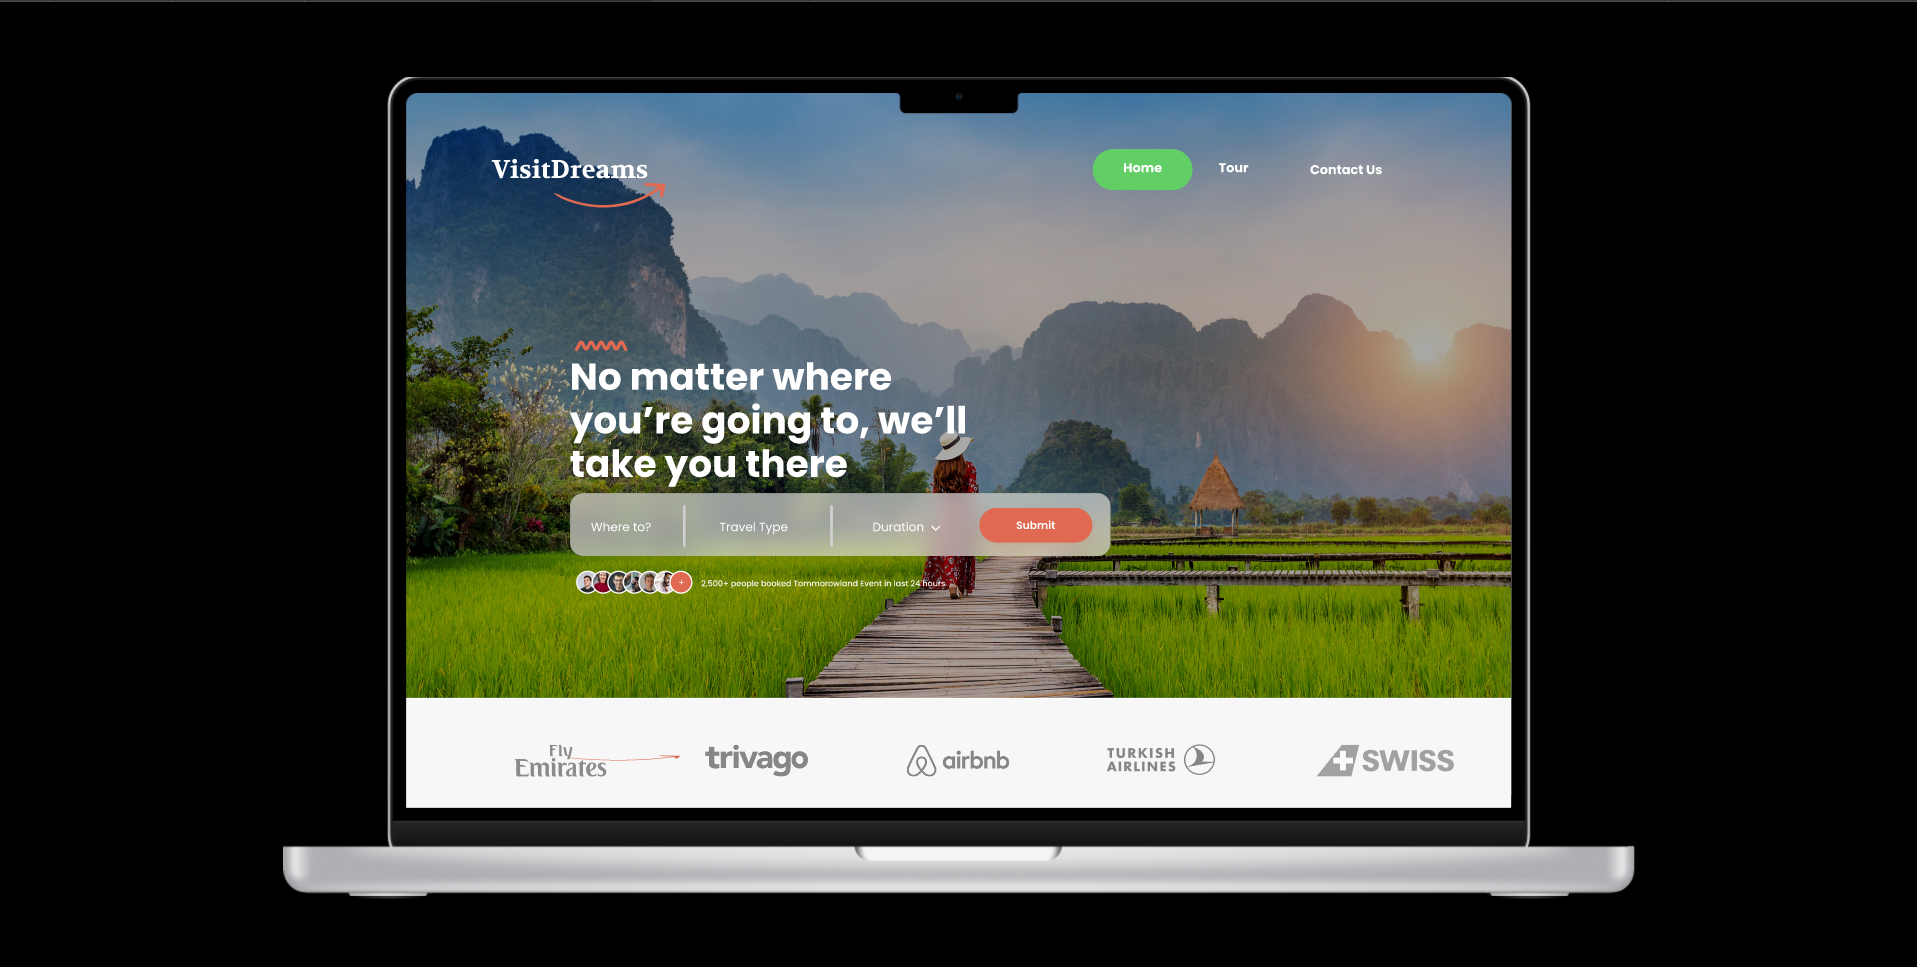 VisitDreams
Home Tour Contact Us
No matter where
you’re going to, we’ll
take you there
Where to? Travel Type Duration Submit
+ 2,500+ people booked Tommorowland Event in last 24 hours
Fly
Emirates
trivago
airbnb
TURKISH
AIRLINES
SWISS